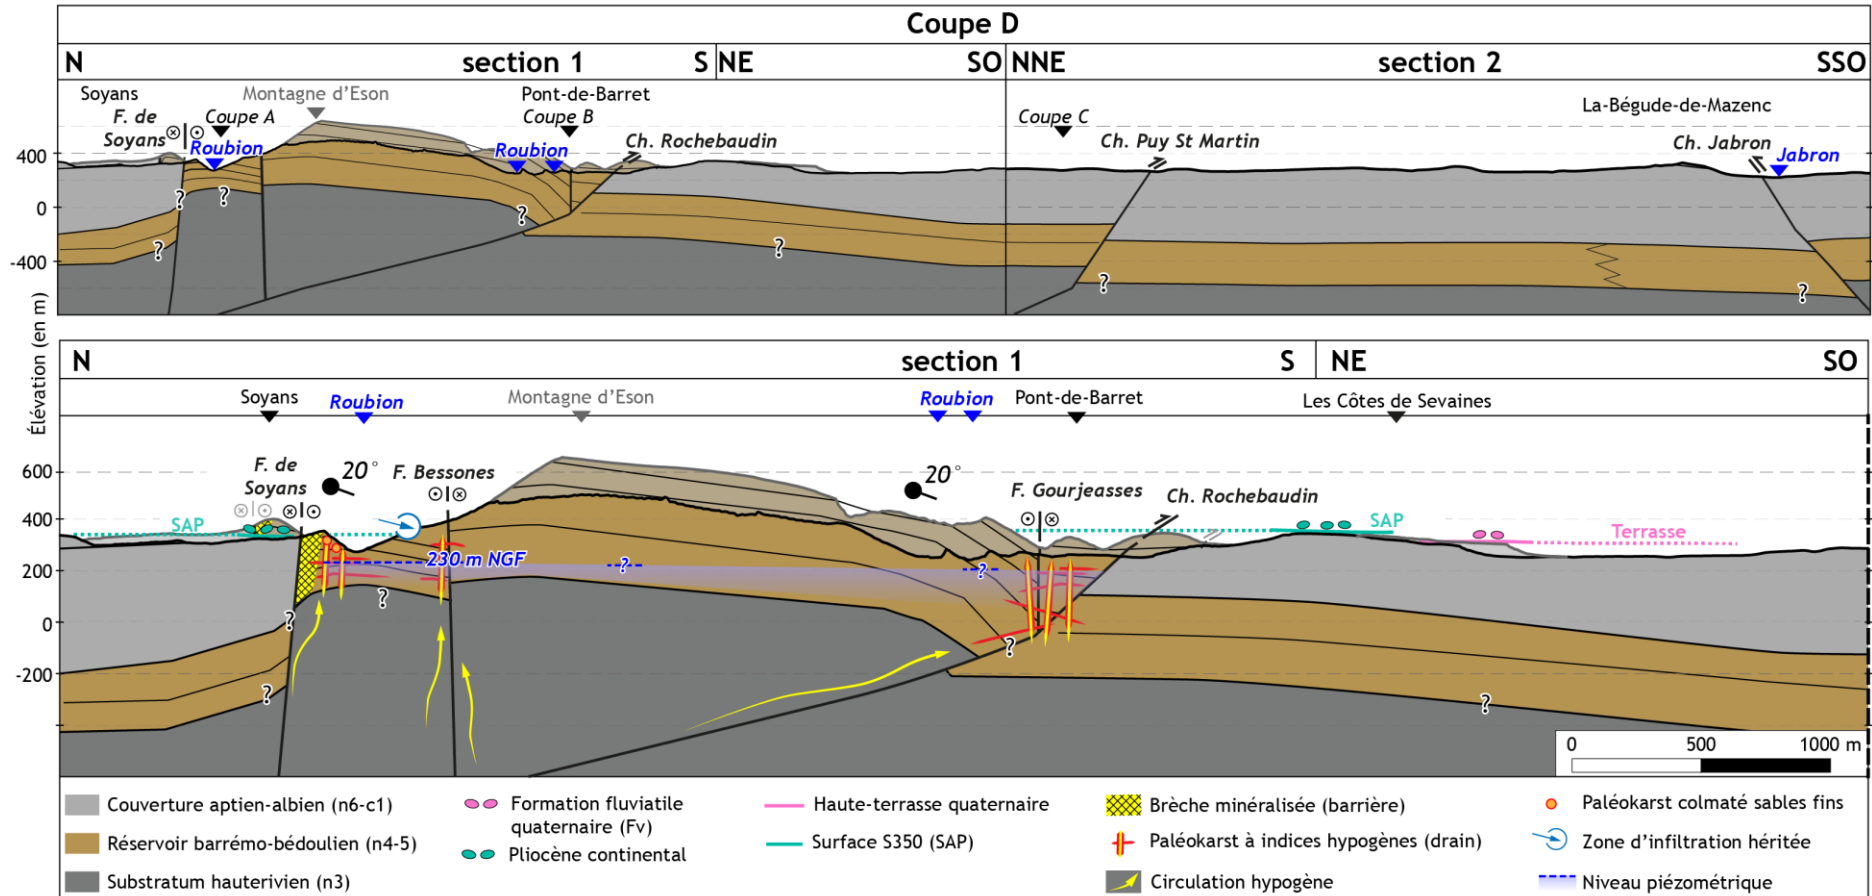 Coupe D
N section 1 S NE SO NNE section 2 SSO
Soyans
Montagne d'Eson
Pont-de-Barret
La-Bégude-de-Mazenc
F. de
Soyans
Coupe A
Coupe B
Coupe C
Roubion
Roubion
Ch. Rochebaudin
Ch. Puy St Martin
Ch. Jabron
Jabron
400
0
-400
? ? ? ? ? ? ?
Élévation (en m)
N section 1 S NE SO
Soyans
Roubion
Montagne d'Eson
Roubion
Pont-de-Barret
Les Côtes de Sevaines
600
400
200
0
-200
F. de
Soyans
20°
F. Bessones
20°
F. Gourjeasses
Ch. Rochebaudin
SAP
SAP
Terrasse
230 m NGF
? ?
? ? ? ? ?
0 500 1000 m
Couverture aptien-albien (n6-c1)
Réservoir barrémo-bédoulien (n4-5)
Substratum hauterivien (n3)
Formation fluviatile
quaternaire (Fv)
Pliocène continental
Haute-terrasse quaternaire
Surface S350 (SAP)
Brèche minéralisée (barrière)
Paléokarst à indices hypogènes (drain)
Circulation hypogène
Paléokarst colmaté sables fins
Zone d'infiltration héritée
Niveau piézométrique